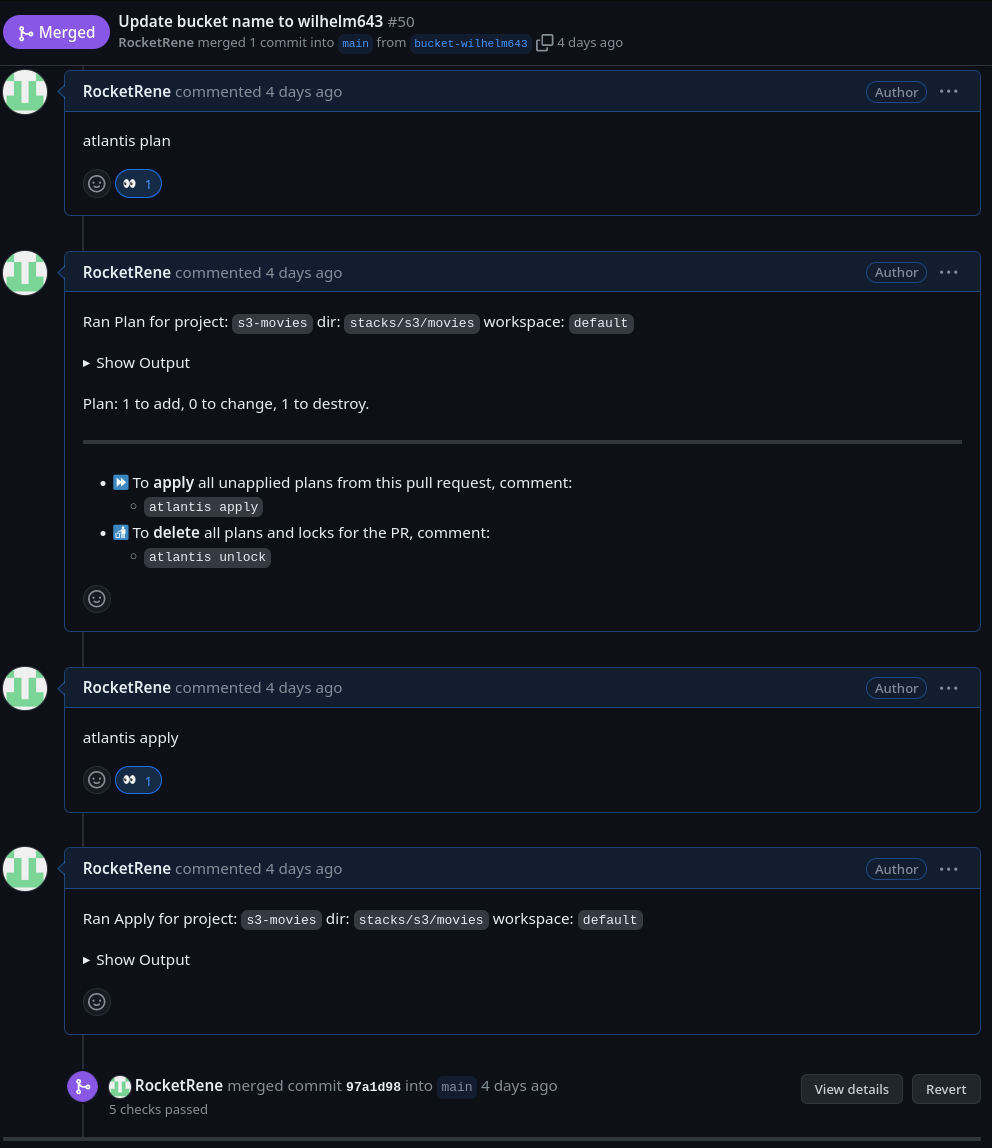 Merged
Update bucket name to wilhelm643 #50
RocketRene merged 1 commit into main from bucket-wilhelm643 4 days ago
RocketRene commented 4 days ago
Author
atlantis plan
1
RocketRene commented 4 days ago
Author
Ran Plan for project: s3-movies dir: stacks/s3/movies workspace: default
Show Output
Plan: 1 to add, 0 to change, 1 to destroy.
To apply all unapplied plans from this pull request, comment:
atlantis apply
To delete all plans and locks for the PR, comment:
atlantis unlock
RocketRene commented 4 days ago
Author
atlantis apply
1
RocketRene commented 4 days ago
Author
Ran Apply for project: s3-movies dir: stacks/s3/movies workspace: default
Show Output
RocketRene merged commit 97a1d98 into main 4 days ago
View details
Revert
5 checks passed